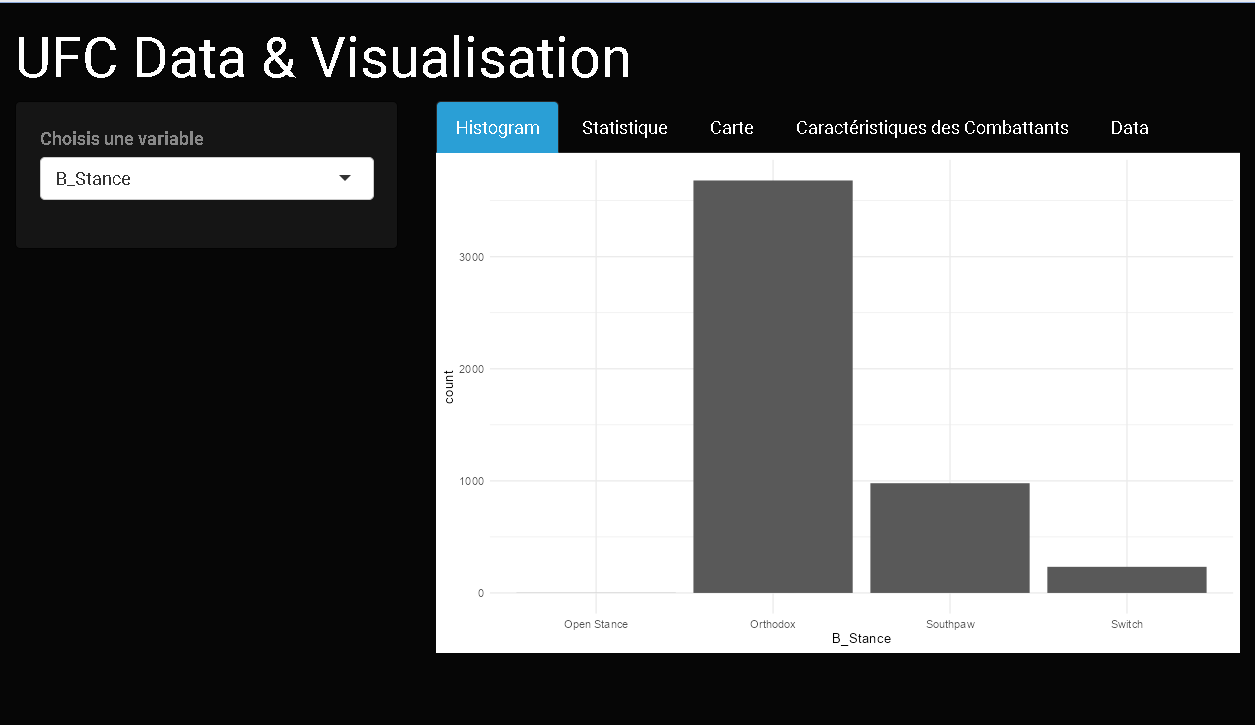 UFC Data & Visualisation
Choisis une variable
B_Stance
Histogram Statistique Carte Caractéristiques des Combattants Data
count
3000
2000
1000
0
Open Stance Orthodox Southpaw Switch
B_Stance